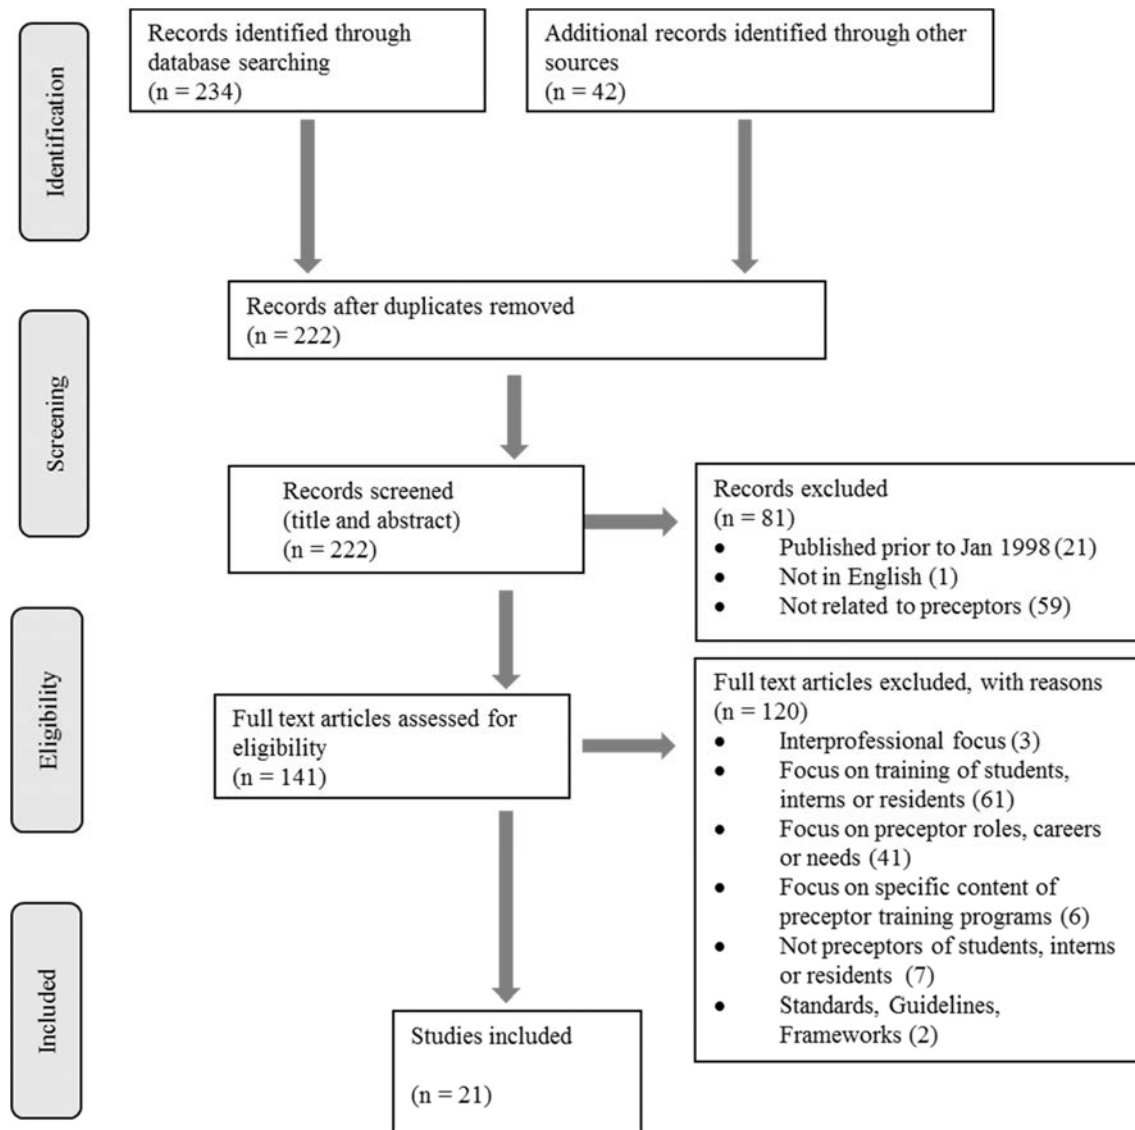 Identification
Records identified through
database searching
(n = 234)
Additional records identified through other
sources
(n = 42)
Screening
Records after duplicates removed
(n = 222)
Records screened
(title and abstract)
(n = 222)
Records excluded
(n = 81)
• Published prior to Jan 1998 (21)
• Not in English (1)
• Not related to preceptors (59)
Eligibility
Full text articles assessed for
eligibility
(n = 141)
Full text articles excluded, with reasons
(n = 120)
• Interprofessional focus (3)
• Focus on training of students,
interns or residents (61)
• Focus on preceptor roles, careers
or needs (41)
• Focus on specific content of
preceptor training programs (6)
• Not preceptors of students, interns
or residents (7)
• Standards, Guidelines,
Frameworks (2)
Included
Studies included
(n = 21)